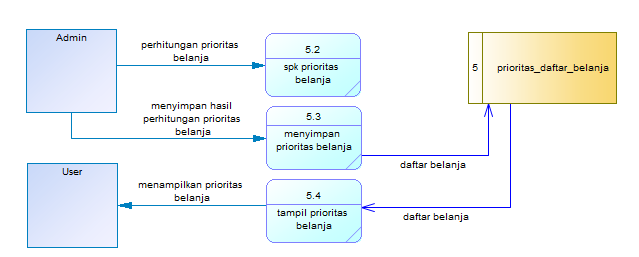 Admin
perhitungan prioritas
belanja
5.2
spk prioritas
belanja
5
prioritas_daftar_belanja
menyimpan hasil
perhitungan prioritas
belanja
5.3
menyimpan
prioritas belanja
daftar belanja
User
menampilkan prioritas
belanja
5.4
tampil prioritas
belanja
daftar belanja